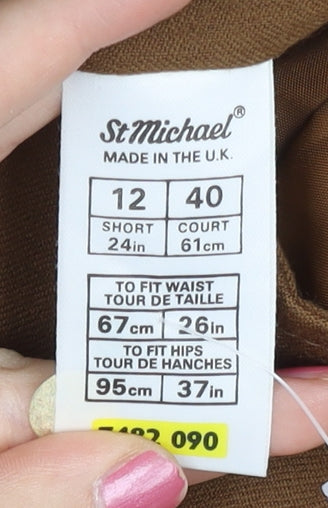 St Michael®
MADE IN THE U.K.
12 40
SHORT COURT
24in 61cm
TO FIT WAIST
TOUR DE TAILLE
67cm 26in
TO FIT HIPS
TOUR DE HANCHES
95cm 37in
090